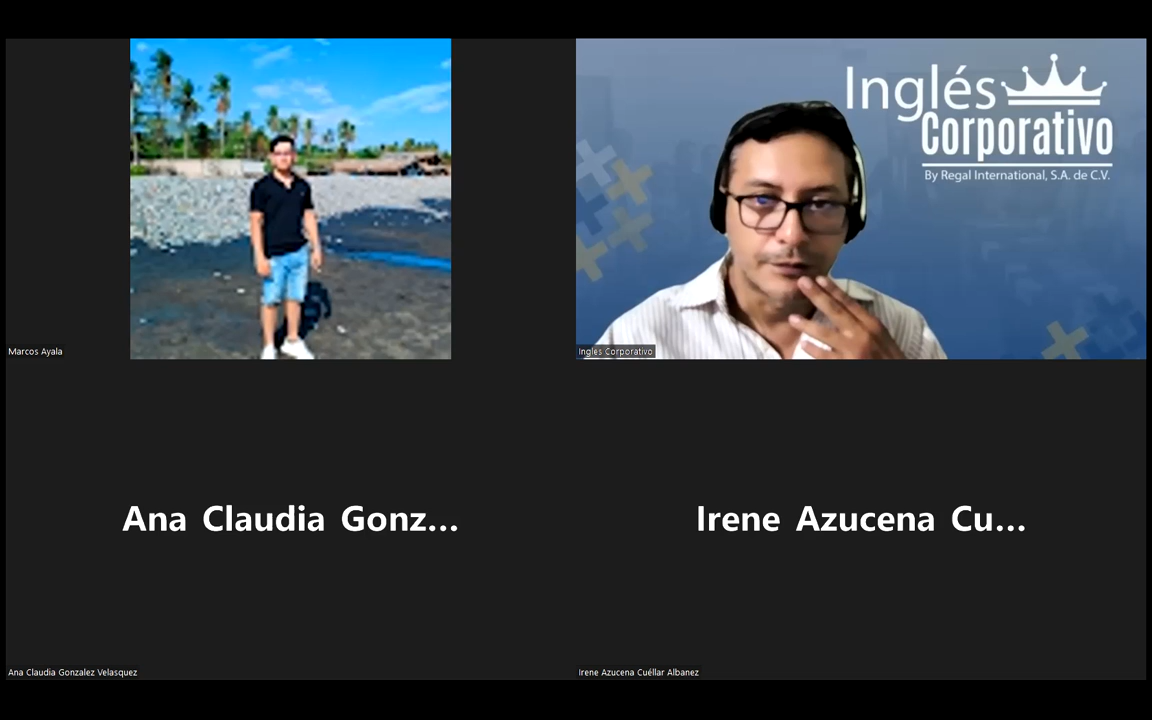 Inglés
Corporativo
By Regal International, S.A. de C.V.
Marcos Ayala
Inglés Corporativo
Ana Claudia Gonz...
Irene Azucena Cu...
Ana Claudia Gonzalez Velasquez
Irene Azucena Cuéllar Albanez